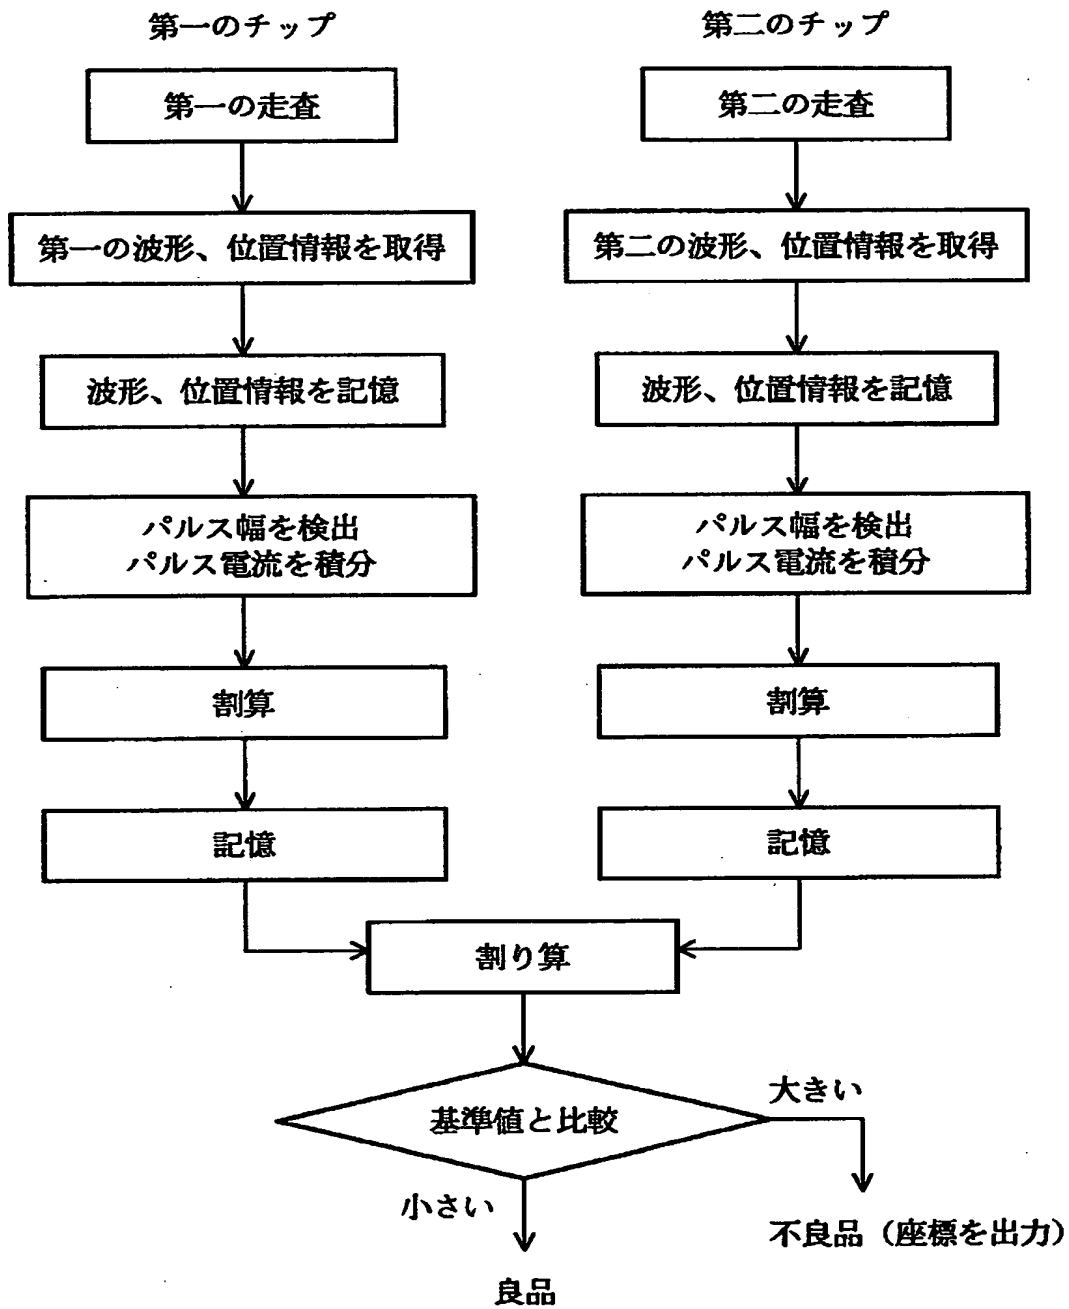 第一のチップ
第一の走査
第一の波形、位置情報を取得
波形、位置情報を記憶
パルス幅を検出
パルス電流を積分
割算
記憶
第二のチップ
第二の走査
第二の波形、位置情報を取得
波形、位置情報を記憶
パルス幅を検出
パルス電流を積分
割算
記憶
割り算
基準値と比較
大きい
不良品（座標を出力）
小さい
良品